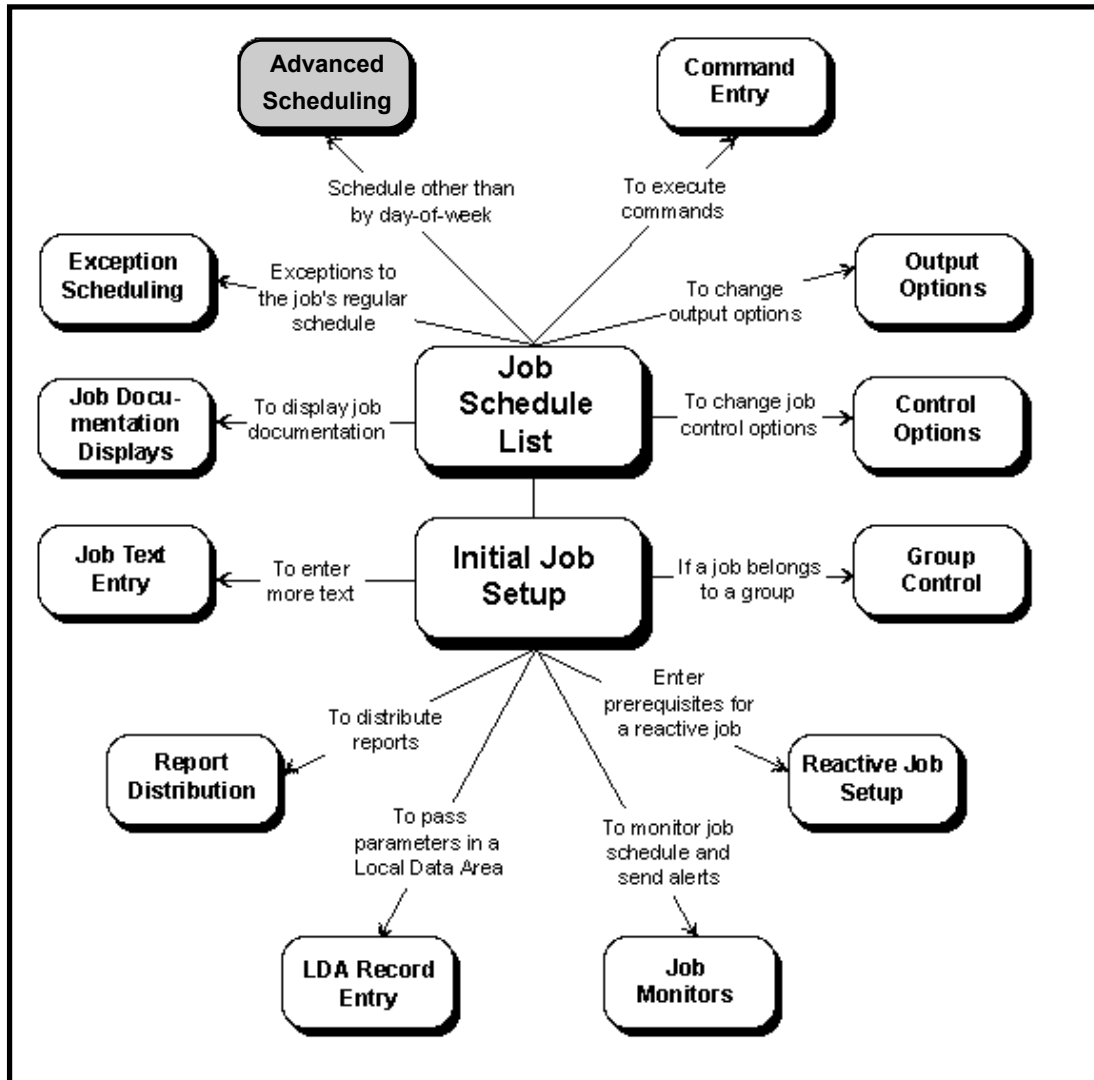 Advanced
Scheduling
Command
Entry
Schedule other than
by day-of-week
To execute
commands
Exception
Scheduling
Exceptions to
the job's regular
schedule
To change
output options
Output
Options
Job Docu-
mentation
Displays
To display job
documentation
Job
Schedule
List
To change job
control options
Control
Options
Job Text
Entry
To enter
more text
Initial Job
Setup
If a job belongs
to a group
Group
Control
To distribute
reports
Enter
prerequisites for
a reactive job
Report
Distribution
Reactive Job
Setup
To pass
parameters in a
Local Data Area
To monitor job
schedule and
send alerts
LDA Record
Entry
Job
Monitors